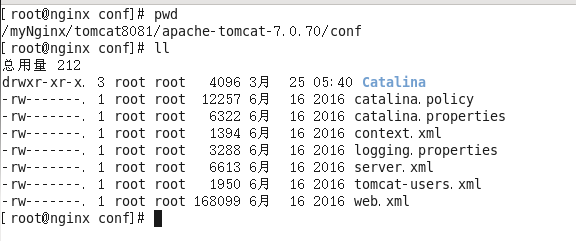 [root@nginx conf]# pwd
/myNginx/tomcat8081/apache-tomcat-7.0.70/conf
[root@nginx conf]# ll
总用量 212
drwxr-xr-x. 3 root root 4096 3月 25 05:40 Catalina
-rw-------. 1 root root 12257 6月 16 2016 catalina.policy
-rw-------. 1 root root 6322 6月 16 2016 catalina.properties
-rw-------. 1 root root 1394 6月 16 2016 context.xml
-rw-------. 1 root root 3288 6月 16 2016 logging.properties
-rw-------. 1 root root 6613 6月 16 2016 server.xml
-rw-------. 1 root root 1950 6月 16 2016 tomcat-users.xml
-rw-------. 1 root root 168099 6月 16 2016 web.xml
[root@nginx conf]#